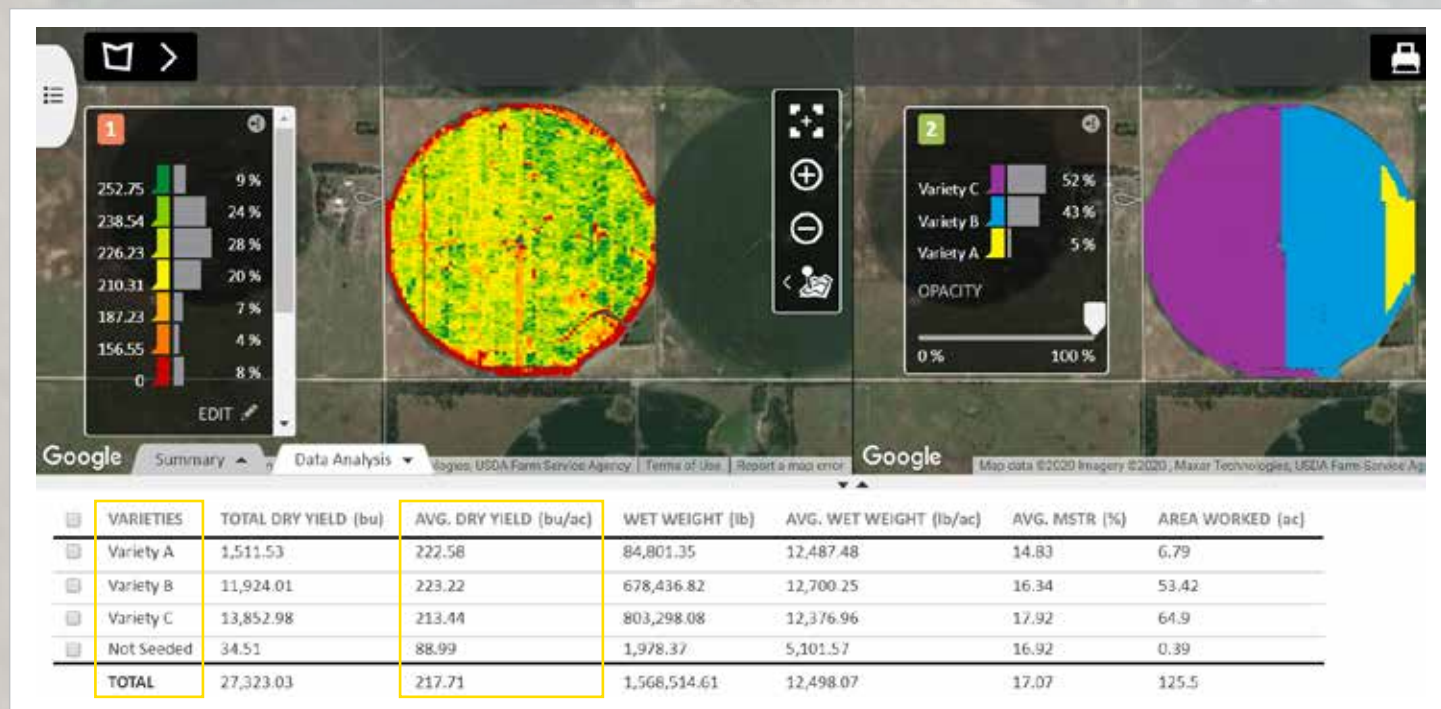 1
252.75 9 %
238.54 24 %
226.23 28 %
210.31 20 %
187.23 7 %
156.55 4 %
0 8 %
EDIT
2
Variety C 52 %
Variety B 43 %
Variety A 5 %
OPACITY
0 % 100 %
Google Summary Data Analysis logies, USDA Farm Service Agency | Terms of Use | Report a map error
Google Map data ©2020 Imagery ©2020 , Maxar Technologies, USDA Farm Service Ag
VARIETIES TOTAL DRY YIELD (bu) AVG. DRY YIELD (bu/ac) WET WEIGHT (lb) AVG. WET WEIGHT (lb/ac) AVG. MSTR (%) AREA WORKED (ac)
Variety A 1,511.53 222.58 84,801.35 12,487.48 14.83 6.79
Variety B 11,924.01 223.22 678,436.82 12,700.25 16.34 53.42
Variety C 13,852.98 213.44 803,298.08 12,376.96 17.92 64.9
Not Seeded 34.51 88.99 1,978.37 5,101.57 16.92 0.39
TOTAL 27,323.03 217.71 1,568,514.61 12,498.07 17.07 125.5